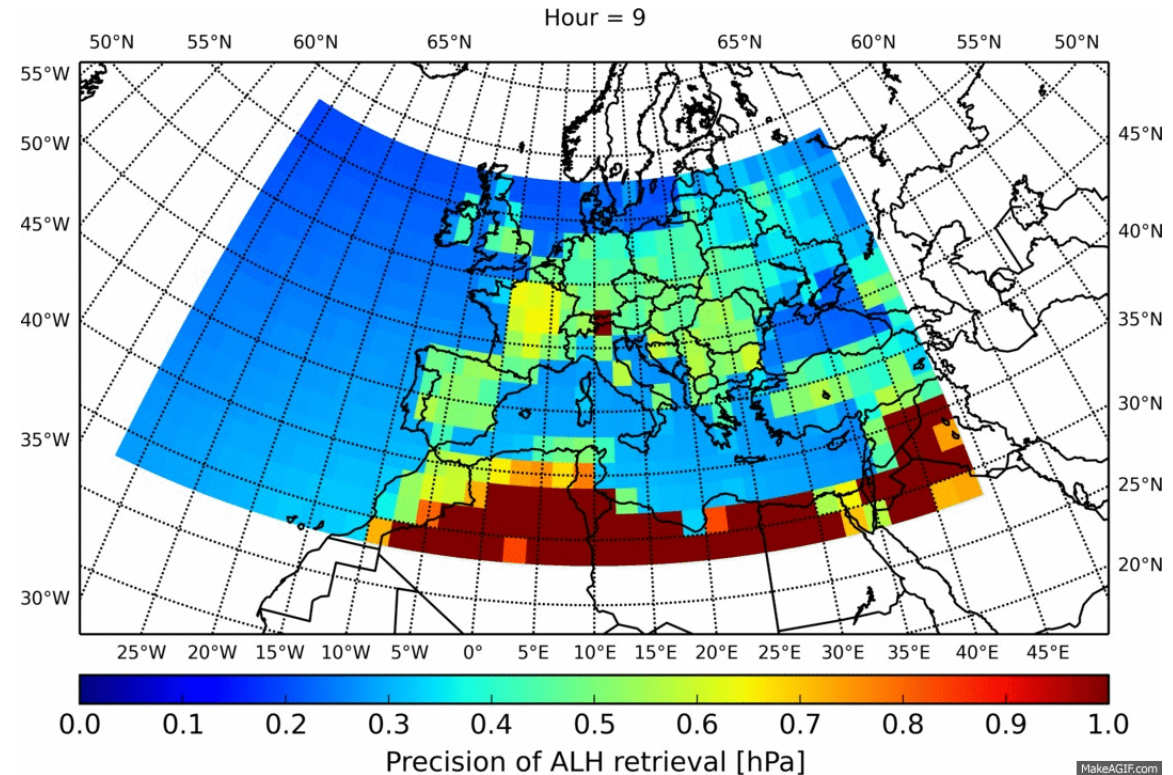 Hour = 9
50°N 55°N 60°N 65°N 65°N 60°N 55°N 50°N
55°W
50°W
45°W
40°W
35°W
30°W
45°N
40°N
35°N
30°N
25°N
20°N
25°W 20°W 15°W 10°W 5°W 0° 5°E 10°E 15°E 20°E 25°E 30°E 35°E 40°E 45°E
0.0 0.1 0.2 0.3 0.4 0.5 0.6 0.7 0.8 0.9 1.0
Precision of ALH retrieval [hPa]
MakeAGIF.com